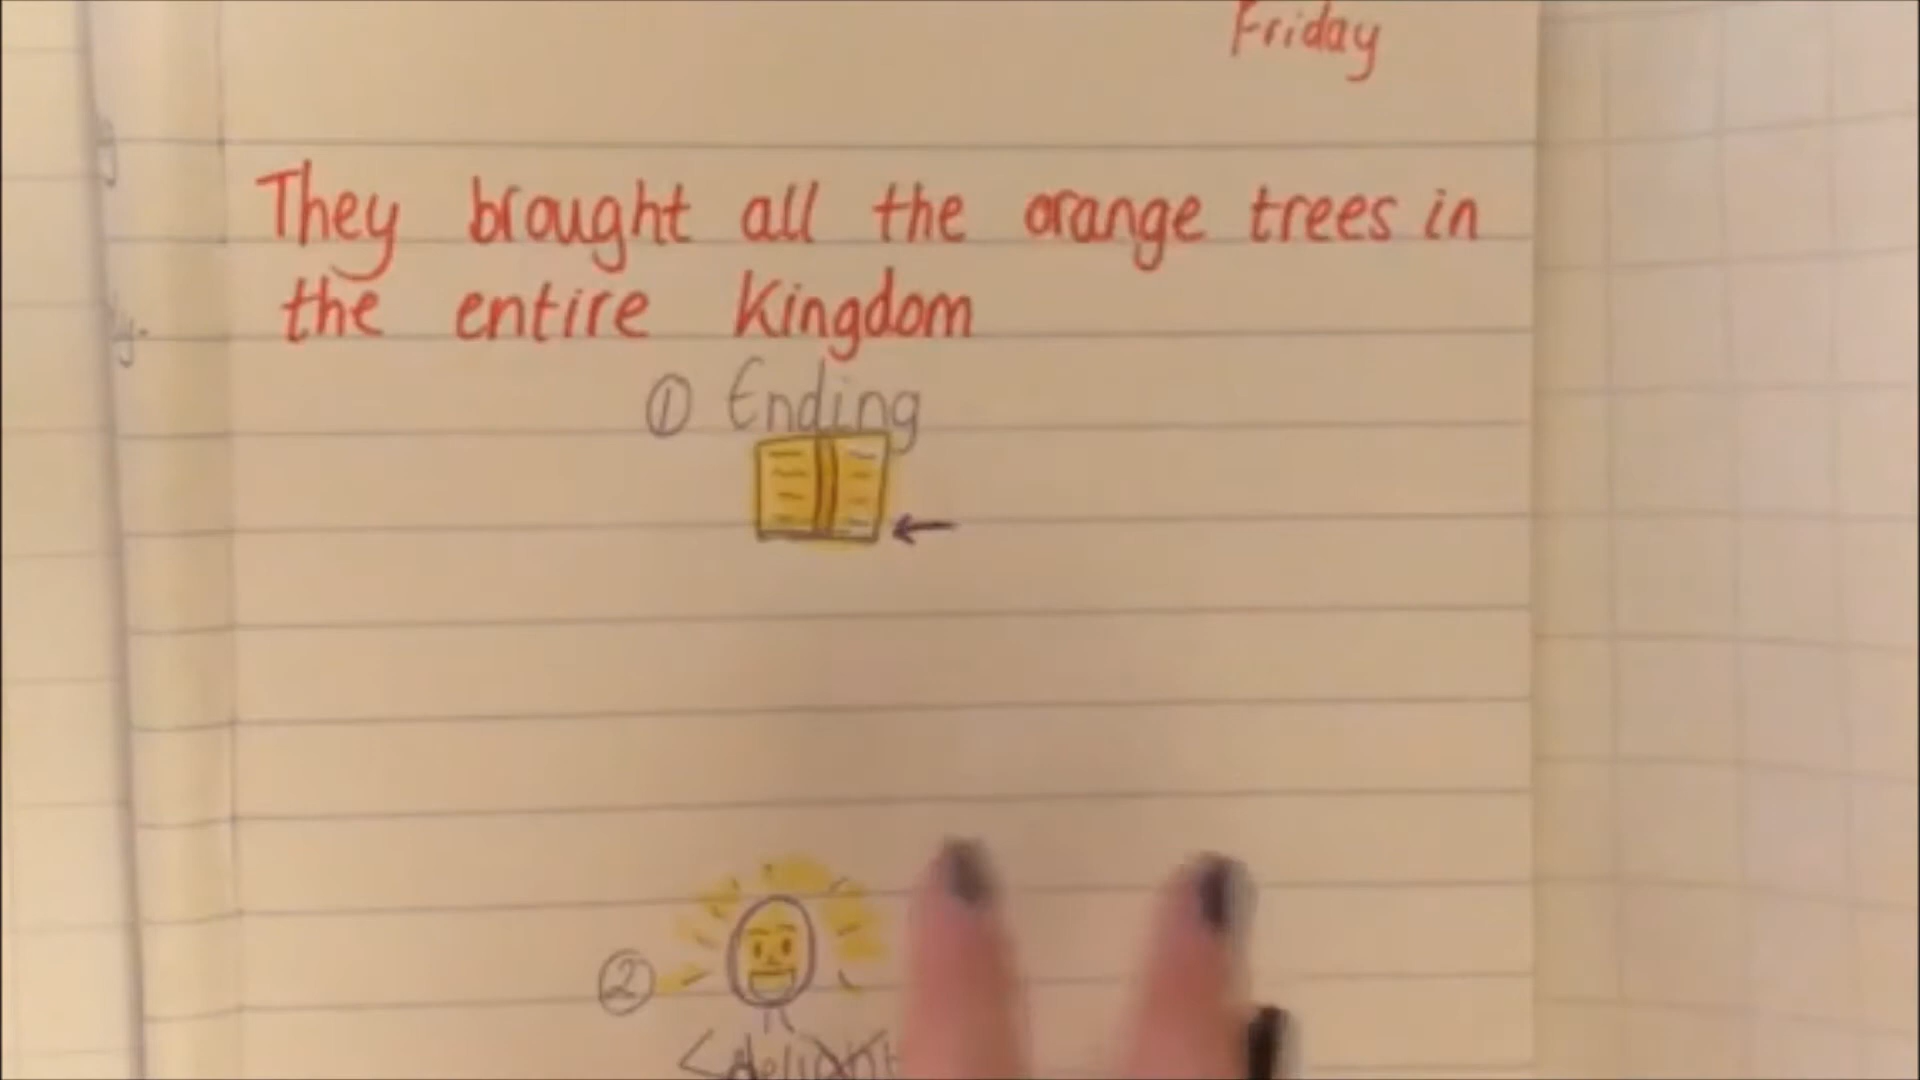 Friday
They brought all the orange trees in
the entire Kingdom
① Ending
②